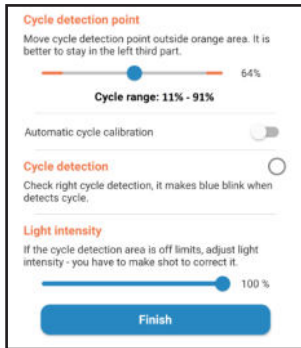 Cycle detection point
Move cycle detection point outside orange area. It is
better to stay in the left third part.
64%
Cycle range: 11% - 91%
Automatic cycle calibration
Cycle detection
Check right cycle detection, it makes blue blink when
detects cycle.
Light intensity
If the cycle detection area is off limits, adjust light
intensity - you have to make shot to correct it.
100 %
Finish